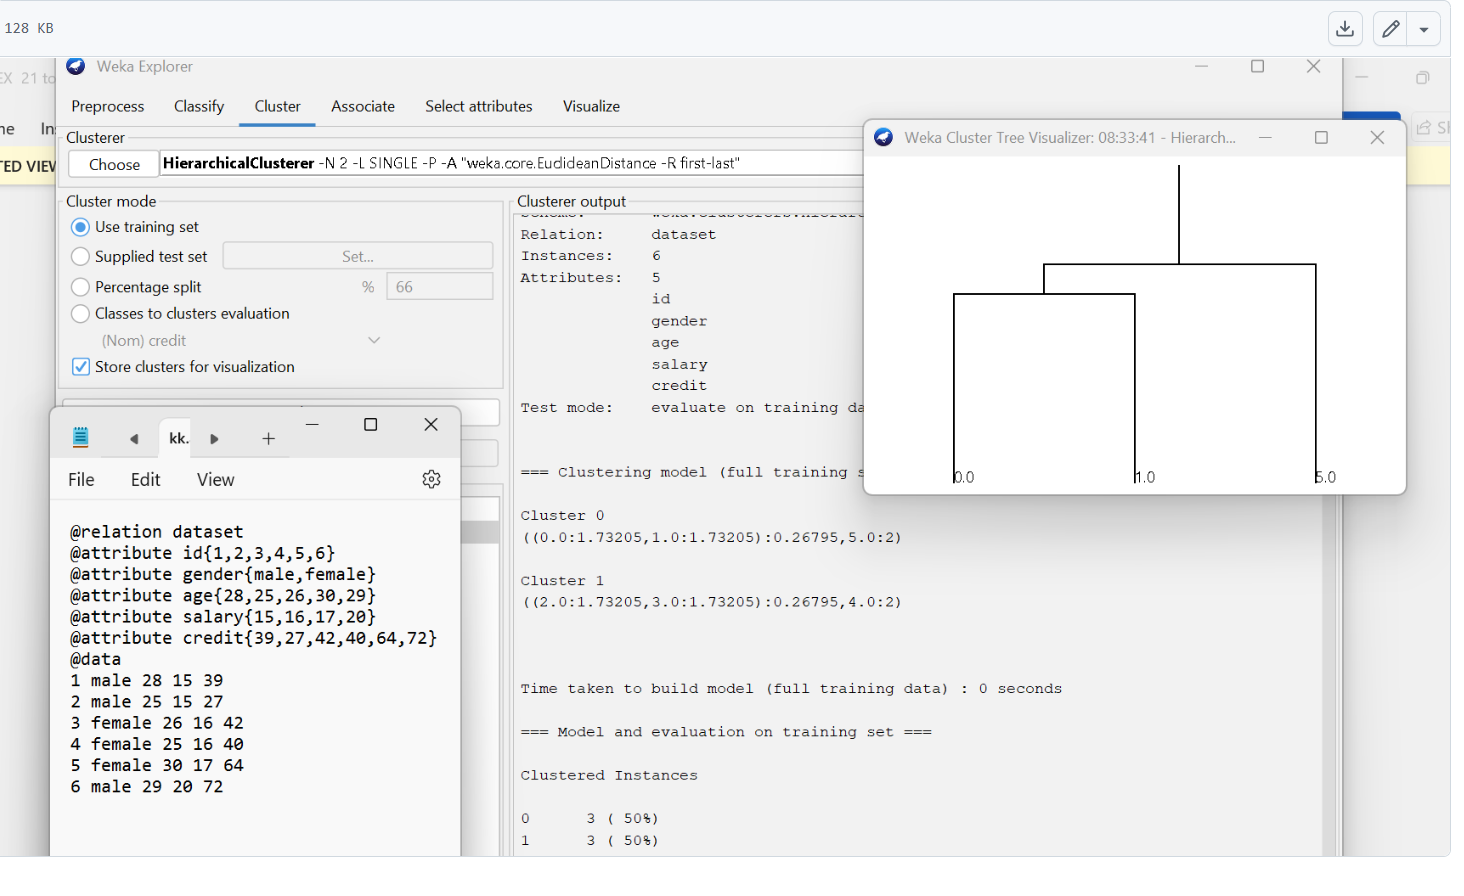 128 KB
EX 21 to
Weka Explorer
Preprocess Classify Cluster Associate Select attributes Visualize
Clusterer
Choose HierarchicalClusterer -N 2 -L SINGLE -P -A "weka.core.EuclideanDistance -R first-last"
TED VIEW
Cluster mode
Use training set
Supplied test set Set...
Percentage split % 66
Classes to clusters evaluation
(Nom) credit
Store clusters for visualization
Clusterer output
Relation: dataset
Instances: 6
Attributes: 5
id
gender
age
salary
credit
Test mode: evaluate on training da
=== Clustering model (full training s
Cluster 0
((0.0:1.73205,1.0:1.73205):0.26795,5.0:2)
Cluster 1
((2.0:1.73205,3.0:1.73205):0.26795,4.0:2)
Time taken to build model (full training data) : 0 seconds
=== Model and evaluation on training set ===
Clustered Instances
0 3 ( 50%)
1 3 ( 50%)
Weka Cluster Tree Visualizer: 08:33:41 - Hierarch...
0.0 1.0 5.0
kk.
File Edit View
@relation dataset
@attribute id{1,2,3,4,5,6}
@attribute gender{male,female}
@attribute age{28,25,26,30,29}
@attribute salary{15,16,17,20}
@attribute credit{39,27,42,40,64,72}
@data
1 male 28 15 39
2 male 25 15 27
3 female 26 16 42
4 female 25 16 40
5 female 30 17 64
6 male 29 20 72